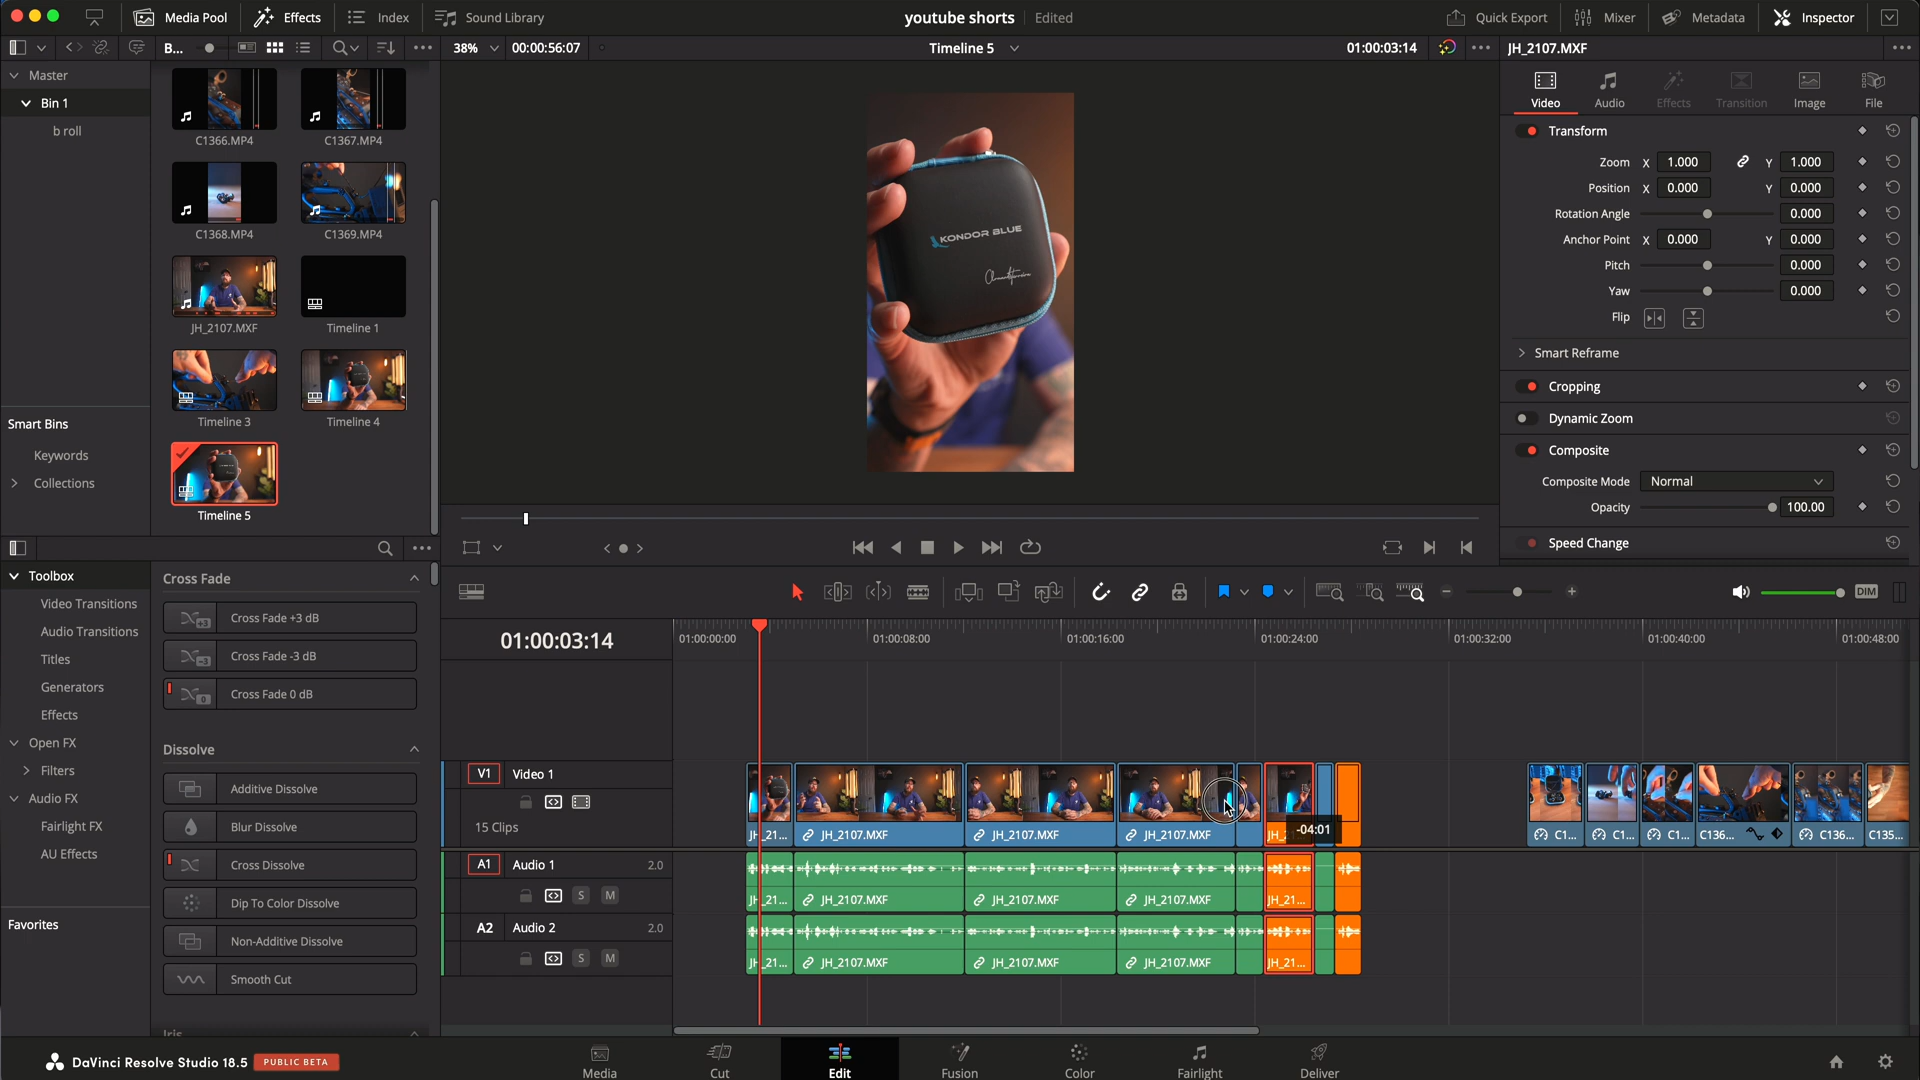 Media Pool
Effects
Index
Sound Library
youtube shorts
Edited
Quick Export
Mixer
Metadata
Inspector
B...
38%
00:00:56:07
Timeline 5
01:00:03:14
JH_2107.MXF
Master
Bin 1
b roll
C1366.MP4
C1367.MP4
C1368.MP4
C1369.MP4
JH_2107.MXF
Timeline 1
Timeline 3
Timeline 4
Timeline 5
Smart Bins
Keywords
Collections
KONDOR BLUE
Video
Audio
Effects
Transition
Image
File
Transform
Zoom X 1.000 Y 1.000
Position X 0.000 Y 0.000
Rotation Angle 0.000
Anchor Point X 0.000 Y 0.000
Pitch 0.000
Yaw 0.000
Flip
Smart Reframe
Cropping
Dynamic Zoom
Composite
Composite Mode Normal
Opacity 100.00
Speed Change
Toolbox
Video Transitions
Audio Transitions
Titles
Generators
Effects
Open FX
Filters
Audio FX
Fairlight FX
AU Effects
Favorites
Cross Fade
+3 Cross Fade +3 dB
-3 Cross Fade -3 dB
0 Cross Fade 0 dB
Dissolve
Additive Dissolve
Blur Dissolve
Cross Dissolve
Dip To Color Dissolve
Non-Additive Dissolve
Smooth Cut
Iris
DIM
01:00:03:14
01:00:00:00
01:00:08:00
01:00:16:00
01:00:24:00
01:00:32:00
01:00:40:00
01:00:48:00
V1 Video 1
15 Clips
JH_21...
JH_2107.MXF
JH_2107.MXF
JH_2107.MXF
JH_2
-04:01
C1...
C1...
C1...
C136...
C136...
C135...
A1 Audio 1 2.0
S M
JH_21...
JH_2107.MXF
JH_2107.MXF
JH_2107.MXF
JH_21...
A2 Audio 2 2.0
S M
JH_21...
JH_2107.MXF
JH_2107.MXF
JH_2107.MXF
JH_21...
DaVinci Resolve Studio 18.5
PUBLIC BETA
Media
Cut
Edit
Fusion
Color
Fairlight
Deliver